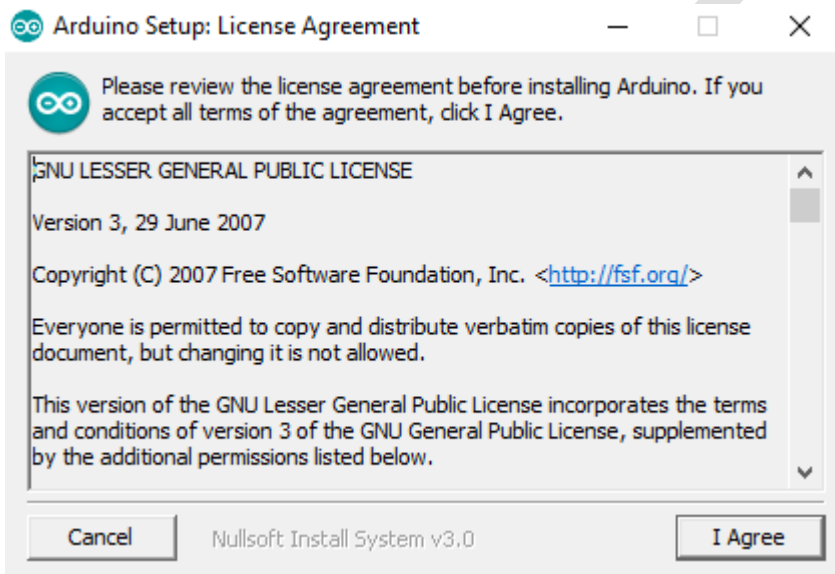 Arduino Setup: License Agreement
Please review the license agreement before installing Arduino. If you
accept all terms of the agreement, click I Agree.
GNU LESSER GENERAL PUBLIC LICENSE
Version 3, 29 June 2007
Copyright (C) 2007 Free Software Foundation, Inc. <http://fsf.org/>
Everyone is permitted to copy and distribute verbatim copies of this license
document, but changing it is not allowed.
This version of the GNU Lesser General Public License incorporates the terms
and conditions of version 3 of the GNU General Public License, supplemented
by the additional permissions listed below.
Cancel
Nullsoft Install System v3.0
I Agree